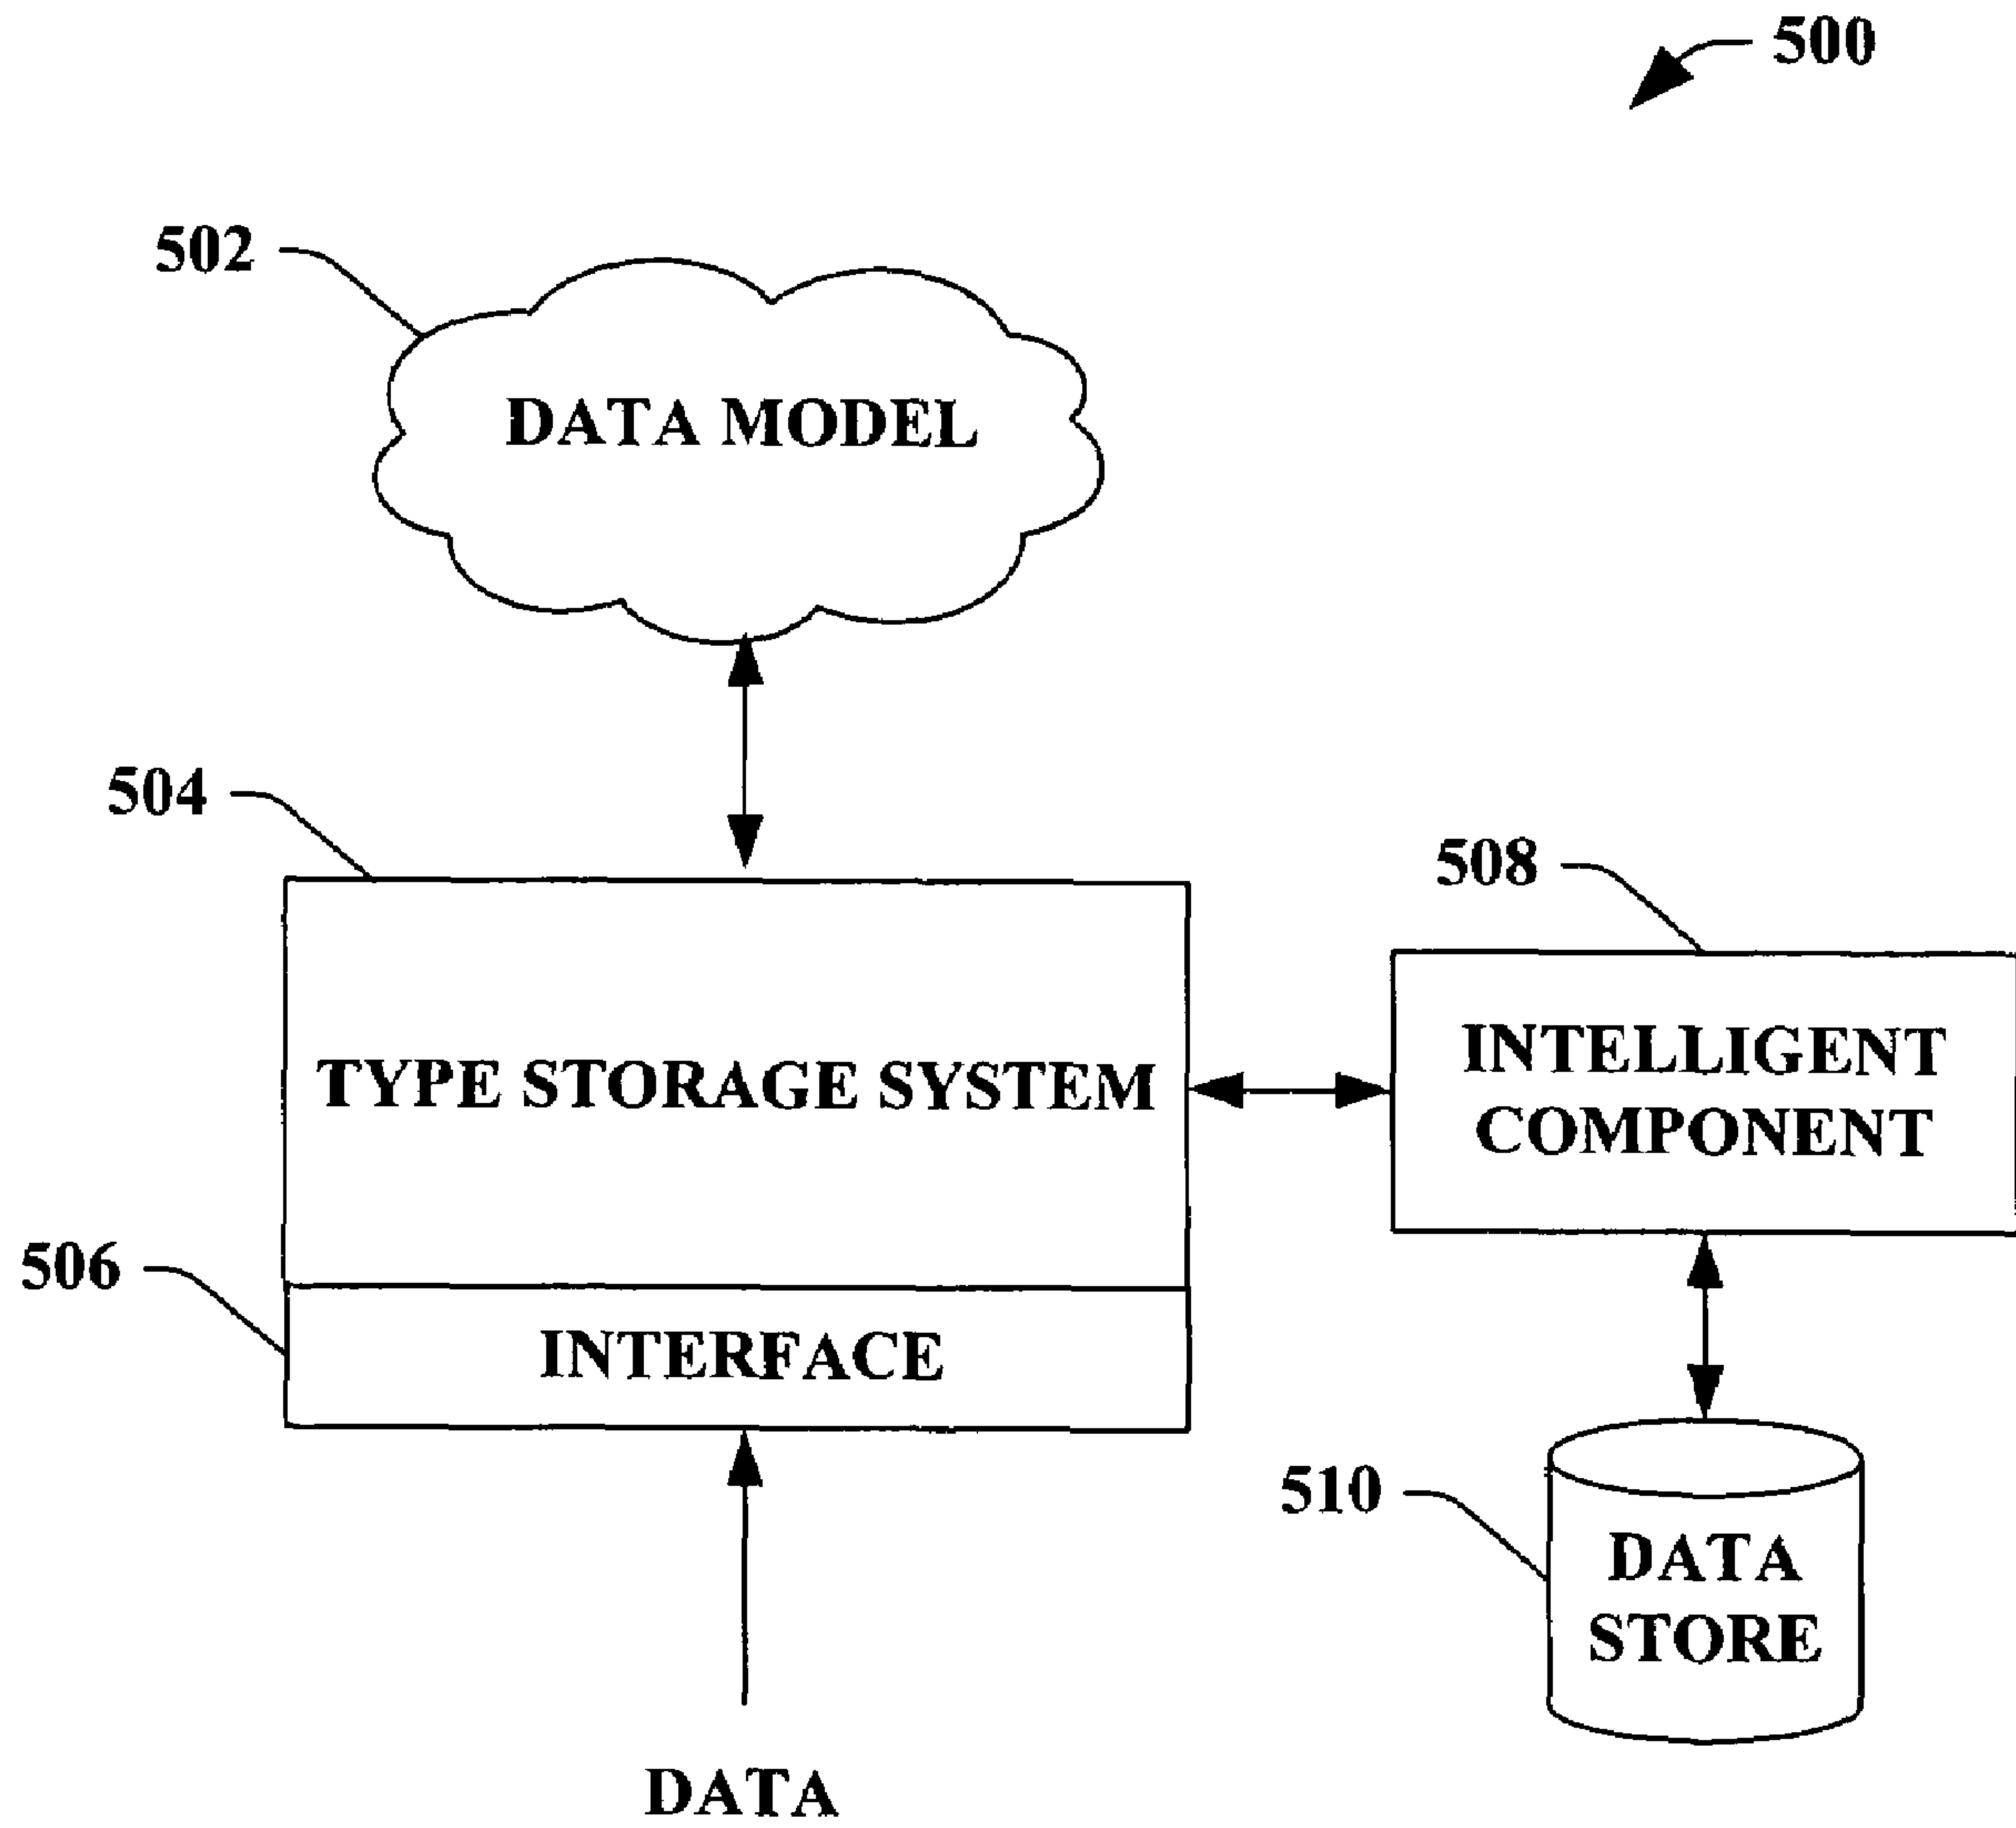 500
502
DATA MODEL
504
508
TYPE STORAGE SYSTEM
INTELLIGENT
COMPONENT
506
INTERFACE
510
DATA
STORE
DATA